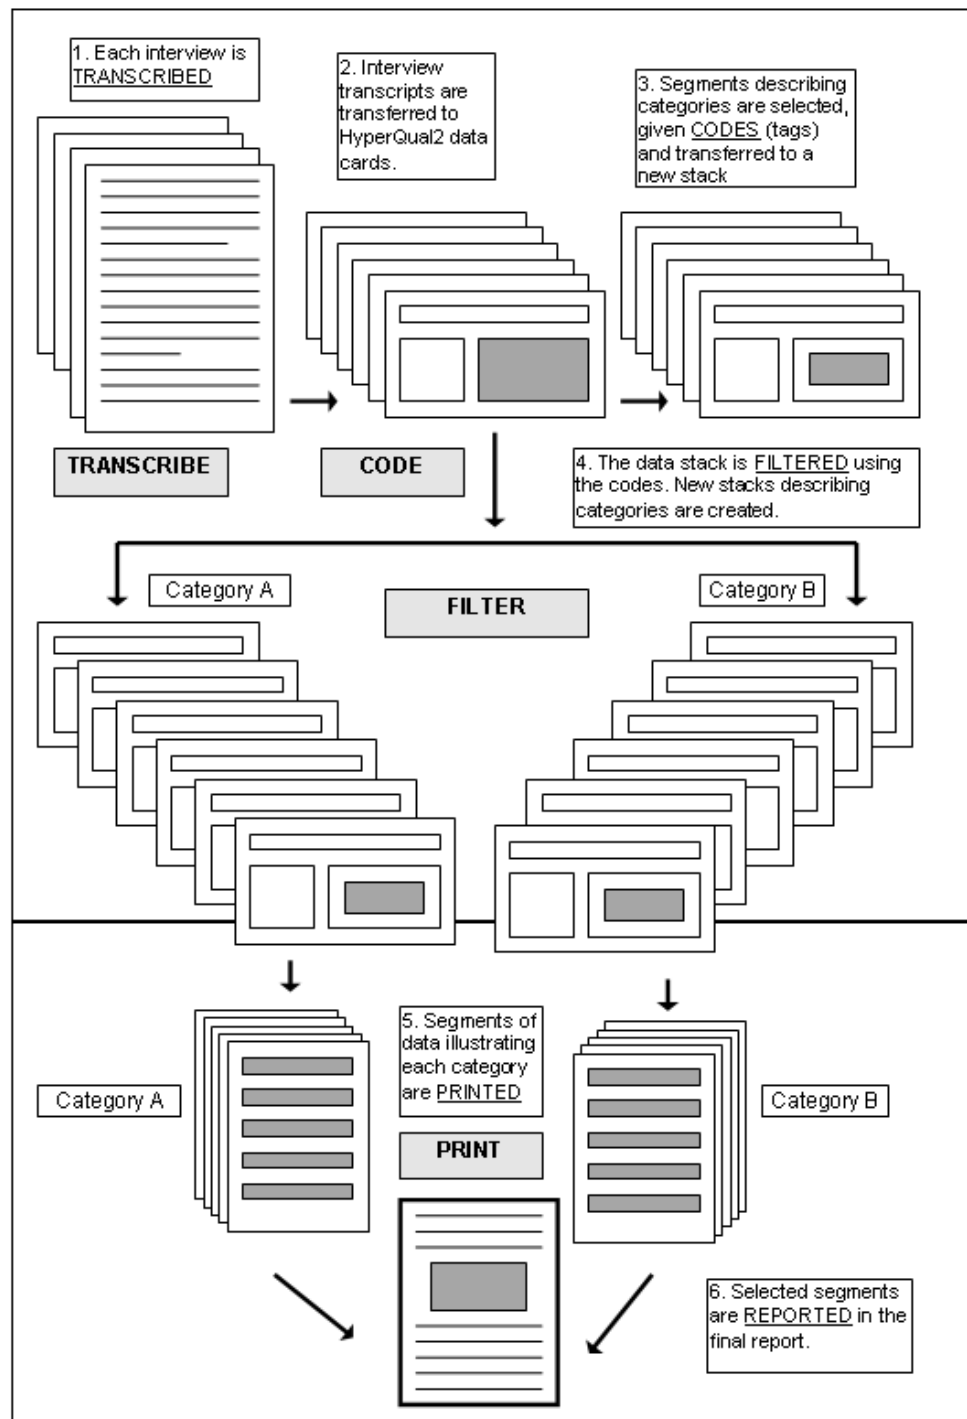 1. Each interview is
TRANSCRIBED
2. Interview
transcripts are
transferred to
HyperQual2 data
cards.
3. Segments describing
categories are selected,
given CODES (tags)
and transferred to a
new stack
TRANSCRIBE
CODE
4. The data stack is FILTERED using
the codes. New stacks describing
categories are created.
Category A
FILTER
Category B
5. Segments of
data illustrating
each category
are PRINTED
Category A
Category B
PRINT
6. Selected segments
are REPORTED in the
final report.